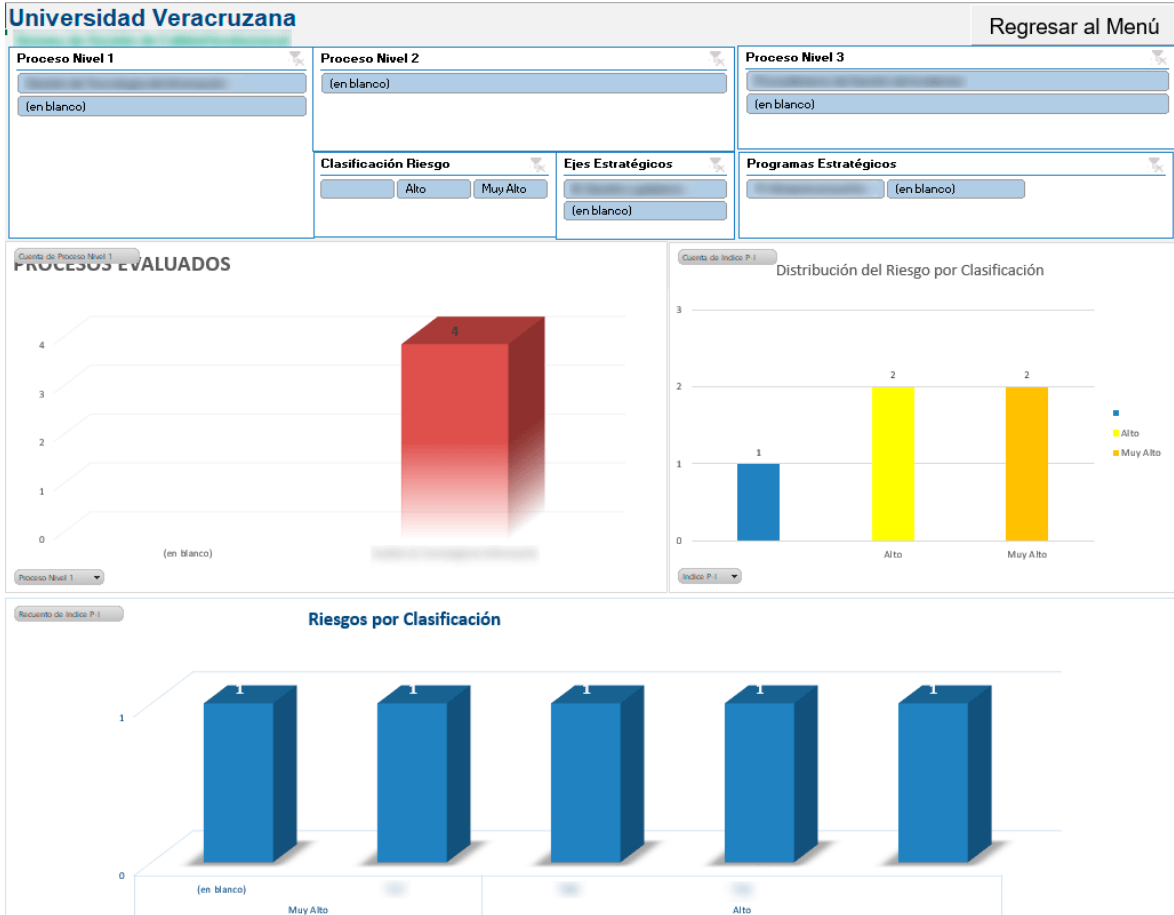 Universidad Veracruzana
Regresar al Menú
Proceso Nivel 1
(en blanco)
Proceso Nivel 2
(en blanco)
Proceso Nivel 3
(en blanco)
Clasificación Riesgo
Alto
Muy Alto
Ejes Estratégicos
(en blanco)
Programas Estratégicos
(en blanco)
Cuenta de Proceso Nivel 1
PROCESOS EVALUADOS
4
4
3
2
1
0
(en blanco)
Proceso Nivel 1
Cuenta de Indice P-I
Distribución del Riesgo por Clasificación
3
2
1
0
1
2
2
Alto
Muy Alto
Alto
Muy Alto
Indice P-I
Recuento de Indice P-I
Riesgos por Clasificación
1
0
1
1
1
1
1
(en blanco)
Muy Alto
Alto